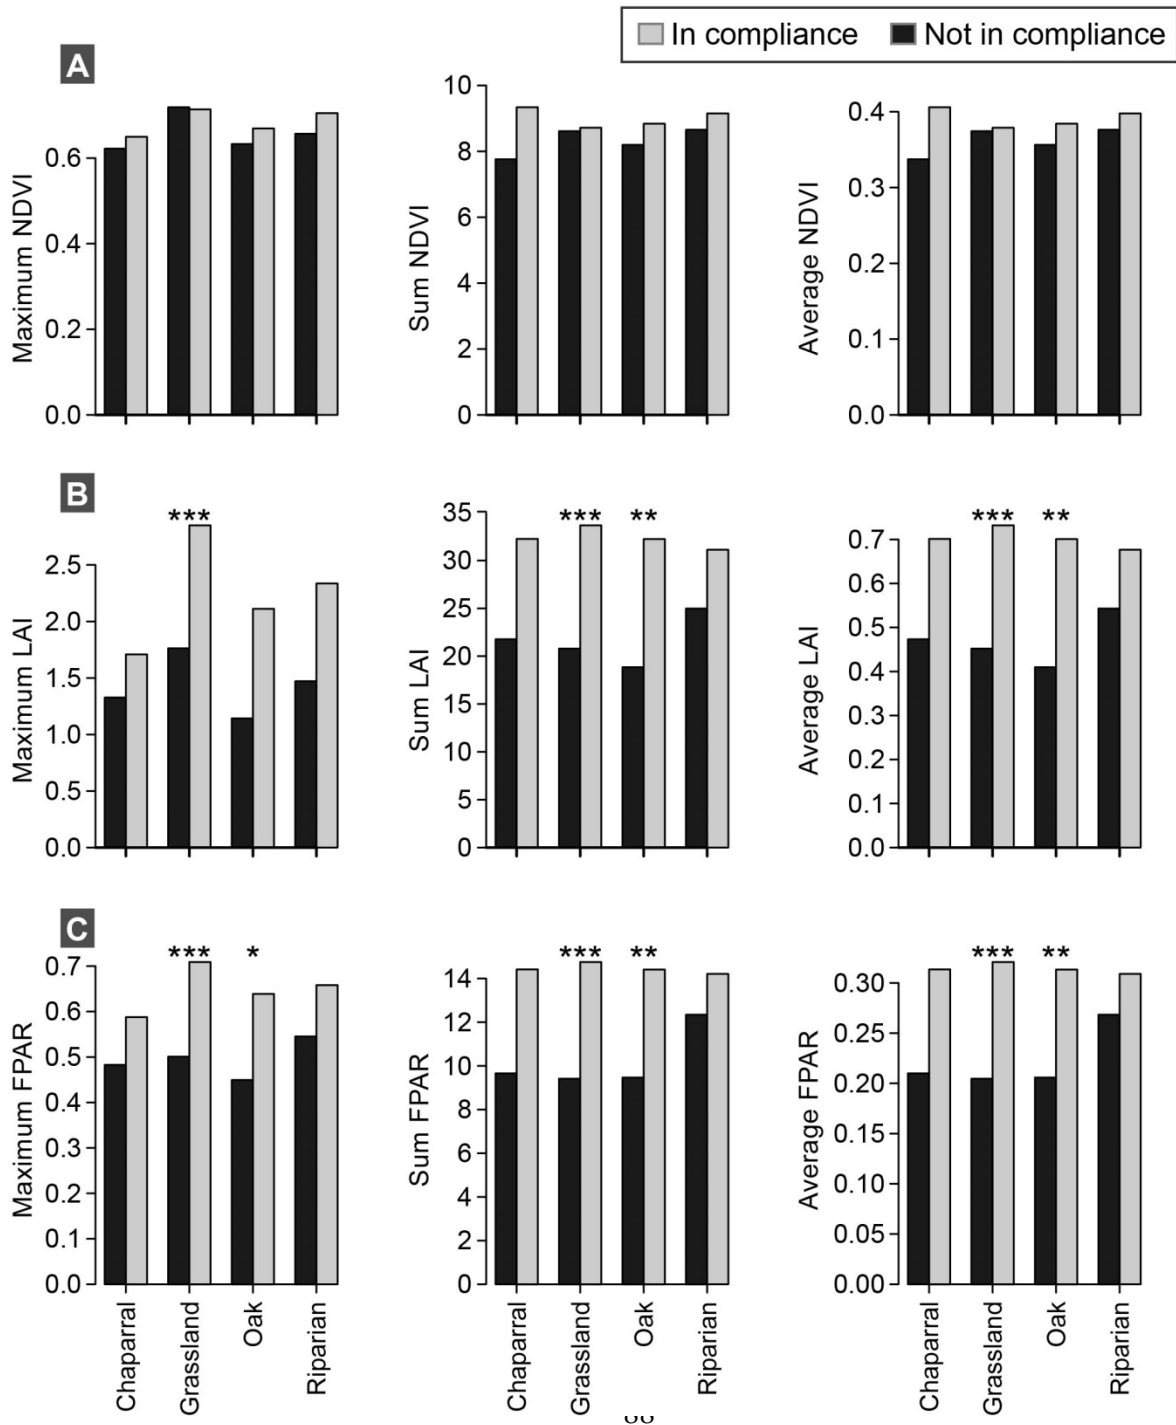 In compliance Not in compliance
A
Maximum NDVI
0.6
0.4
0.2
0.0
Sum NDVI
10
8
6
4
2
0
Average NDVI
0.4
0.3
0.2
0.1
0.0
B
Maximum LAI
2.5
2.0
1.5
1.0
0.5
0.0
***
Sum LAI
35
30
25
20
15
10
5
0
*** **
Average LAI
0.7
0.6
0.5
0.4
0.3
0.2
0.1
0.0
*** **
C
Maximum FPAR
0.7
0.6
0.5
0.4
0.3
0.2
0.1
0.0
*** *
Chaparral
Grassland
Oak
Riparian
Sum FPAR
14
12
10
8
6
4
2
0
*** **
Chaparral
Grassland
Oak
Riparian
Average FPAR
0.30
0.25
0.20
0.15
0.10
0.05
0.00
*** **
Chaparral
Grassland
Oak
Riparian